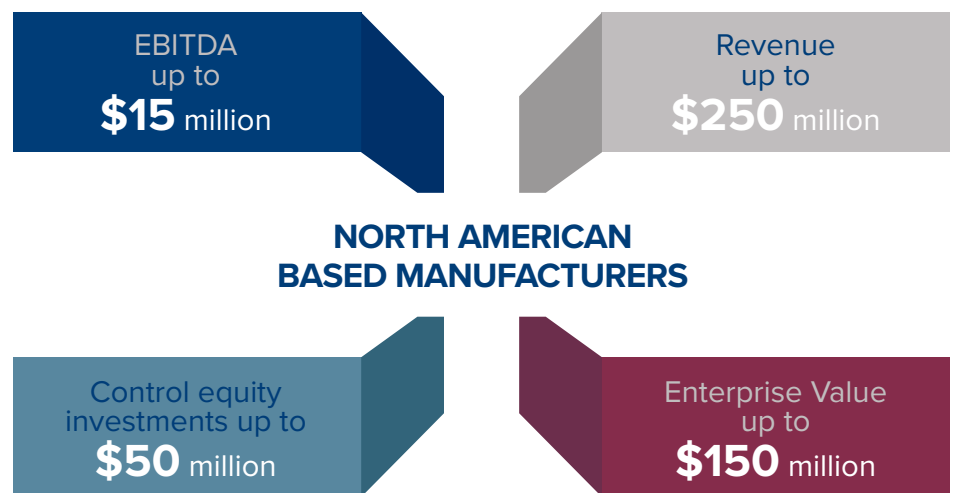 EBITDA
up to
$15 million
Revenue
up to
$250 million
NORTH AMERICAN
BASED MANUFACTURERS
Control equity
investments up to
$50 million
Enterprise Value
up to
$150 million